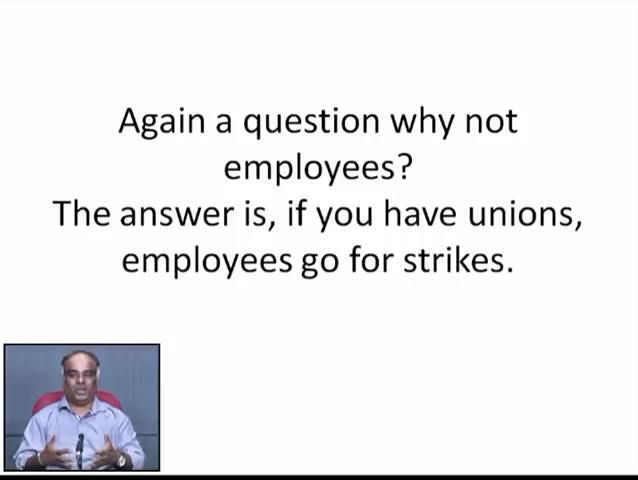 Again a question why not
employees?
The answer is, if you have unions,
employees go for strikes.